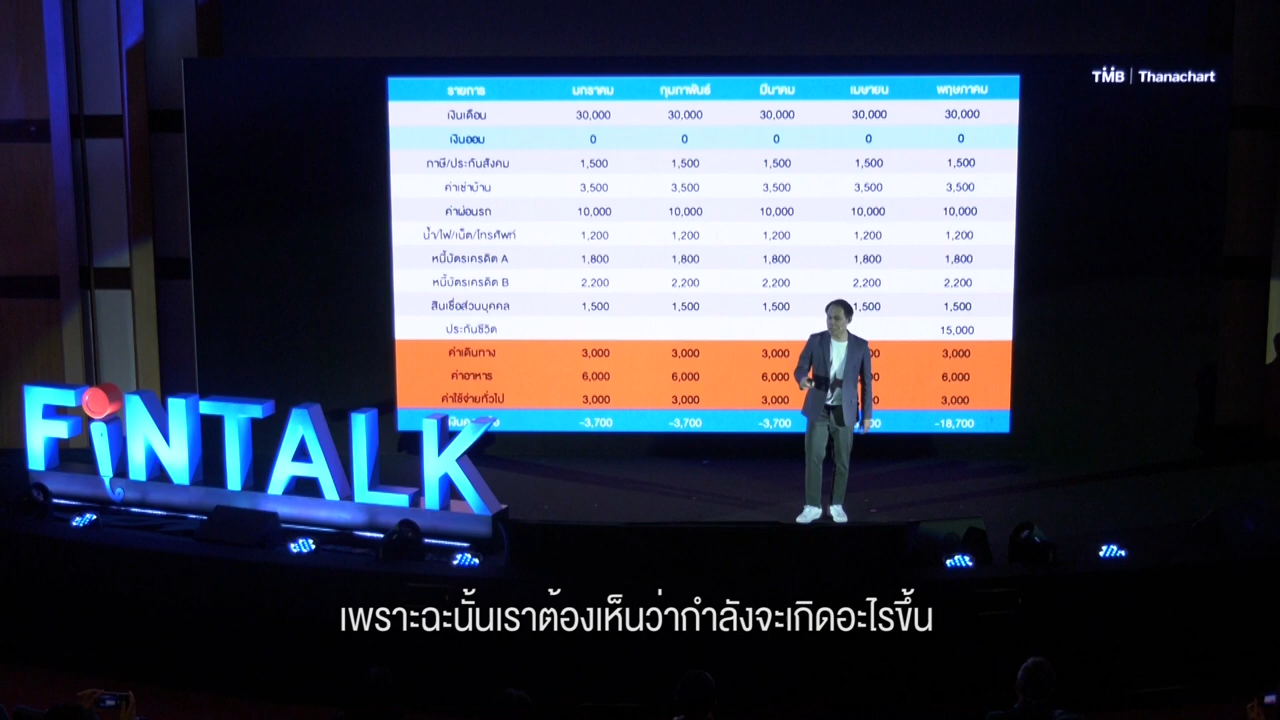 TMB | Thanachart
รายการ มกราคม กุมภาพันธ์ มีนาคม เมษายน พฤษภาคม
เงินเดือน 30,000 30,000 30,000 30,000 30,000
เงินออม 0 0 0 0 0
ภาษี/ประกันสังคม 1,500 1,500 1,500 1,500 1,500
ค่าเช่าบ้าน 3,500 3,500 3,500 3,500 3,500
ค่าผ่อนรถ 10,000 10,000 10,000 10,000 10,000
น้ำ/ไฟ/เน็ต/โทรศัพท์ 1,200 1,200 1,200 1,200 1,200
หนี้บัตรเครดิต A 1,800 1,800 1,800 1,800 1,800
หนี้บัตรเครดิต B 2,200 2,200 2,200 2,200 2,200
สินเชื่อส่วนบุคคล 1,500 1,500 1,500 1,500 1,500
ประกันชีวิต 15,000
ค่าเดินทาง 3,000 3,000 3,000 3,000
ค่าอาหาร 6,000 6,000 6,000 6,000
ค่าใช้จ่ายทั่วไป 3,000 3,000 3,000 3,000
-3,700 -3,700 -3,700 -18,700
FiNTALK
เพราะฉะนั้นเราต้องเห็นว่ากำลังจะเกิดอะไรขึ้น